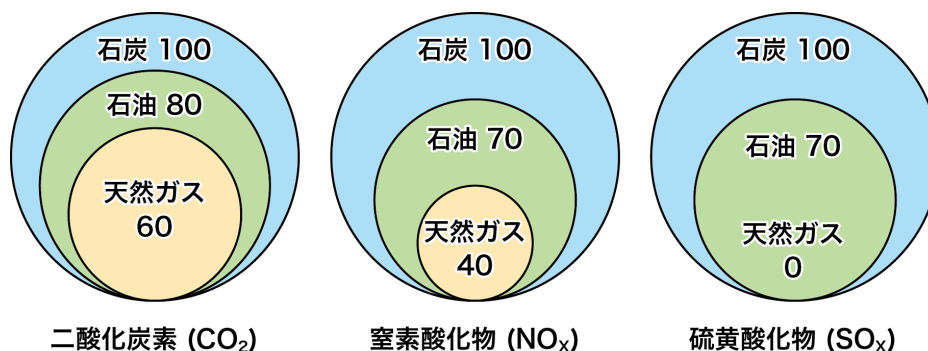 石炭 100
石油 80
天然ガス
60
二酸化炭素 (CO₂)
石炭 100
石油 70
天然ガス
40
窒素酸化物 (NOₓ)
石炭 100
石油 70
天然ガス
0
硫黄酸化物 (SOₓ)